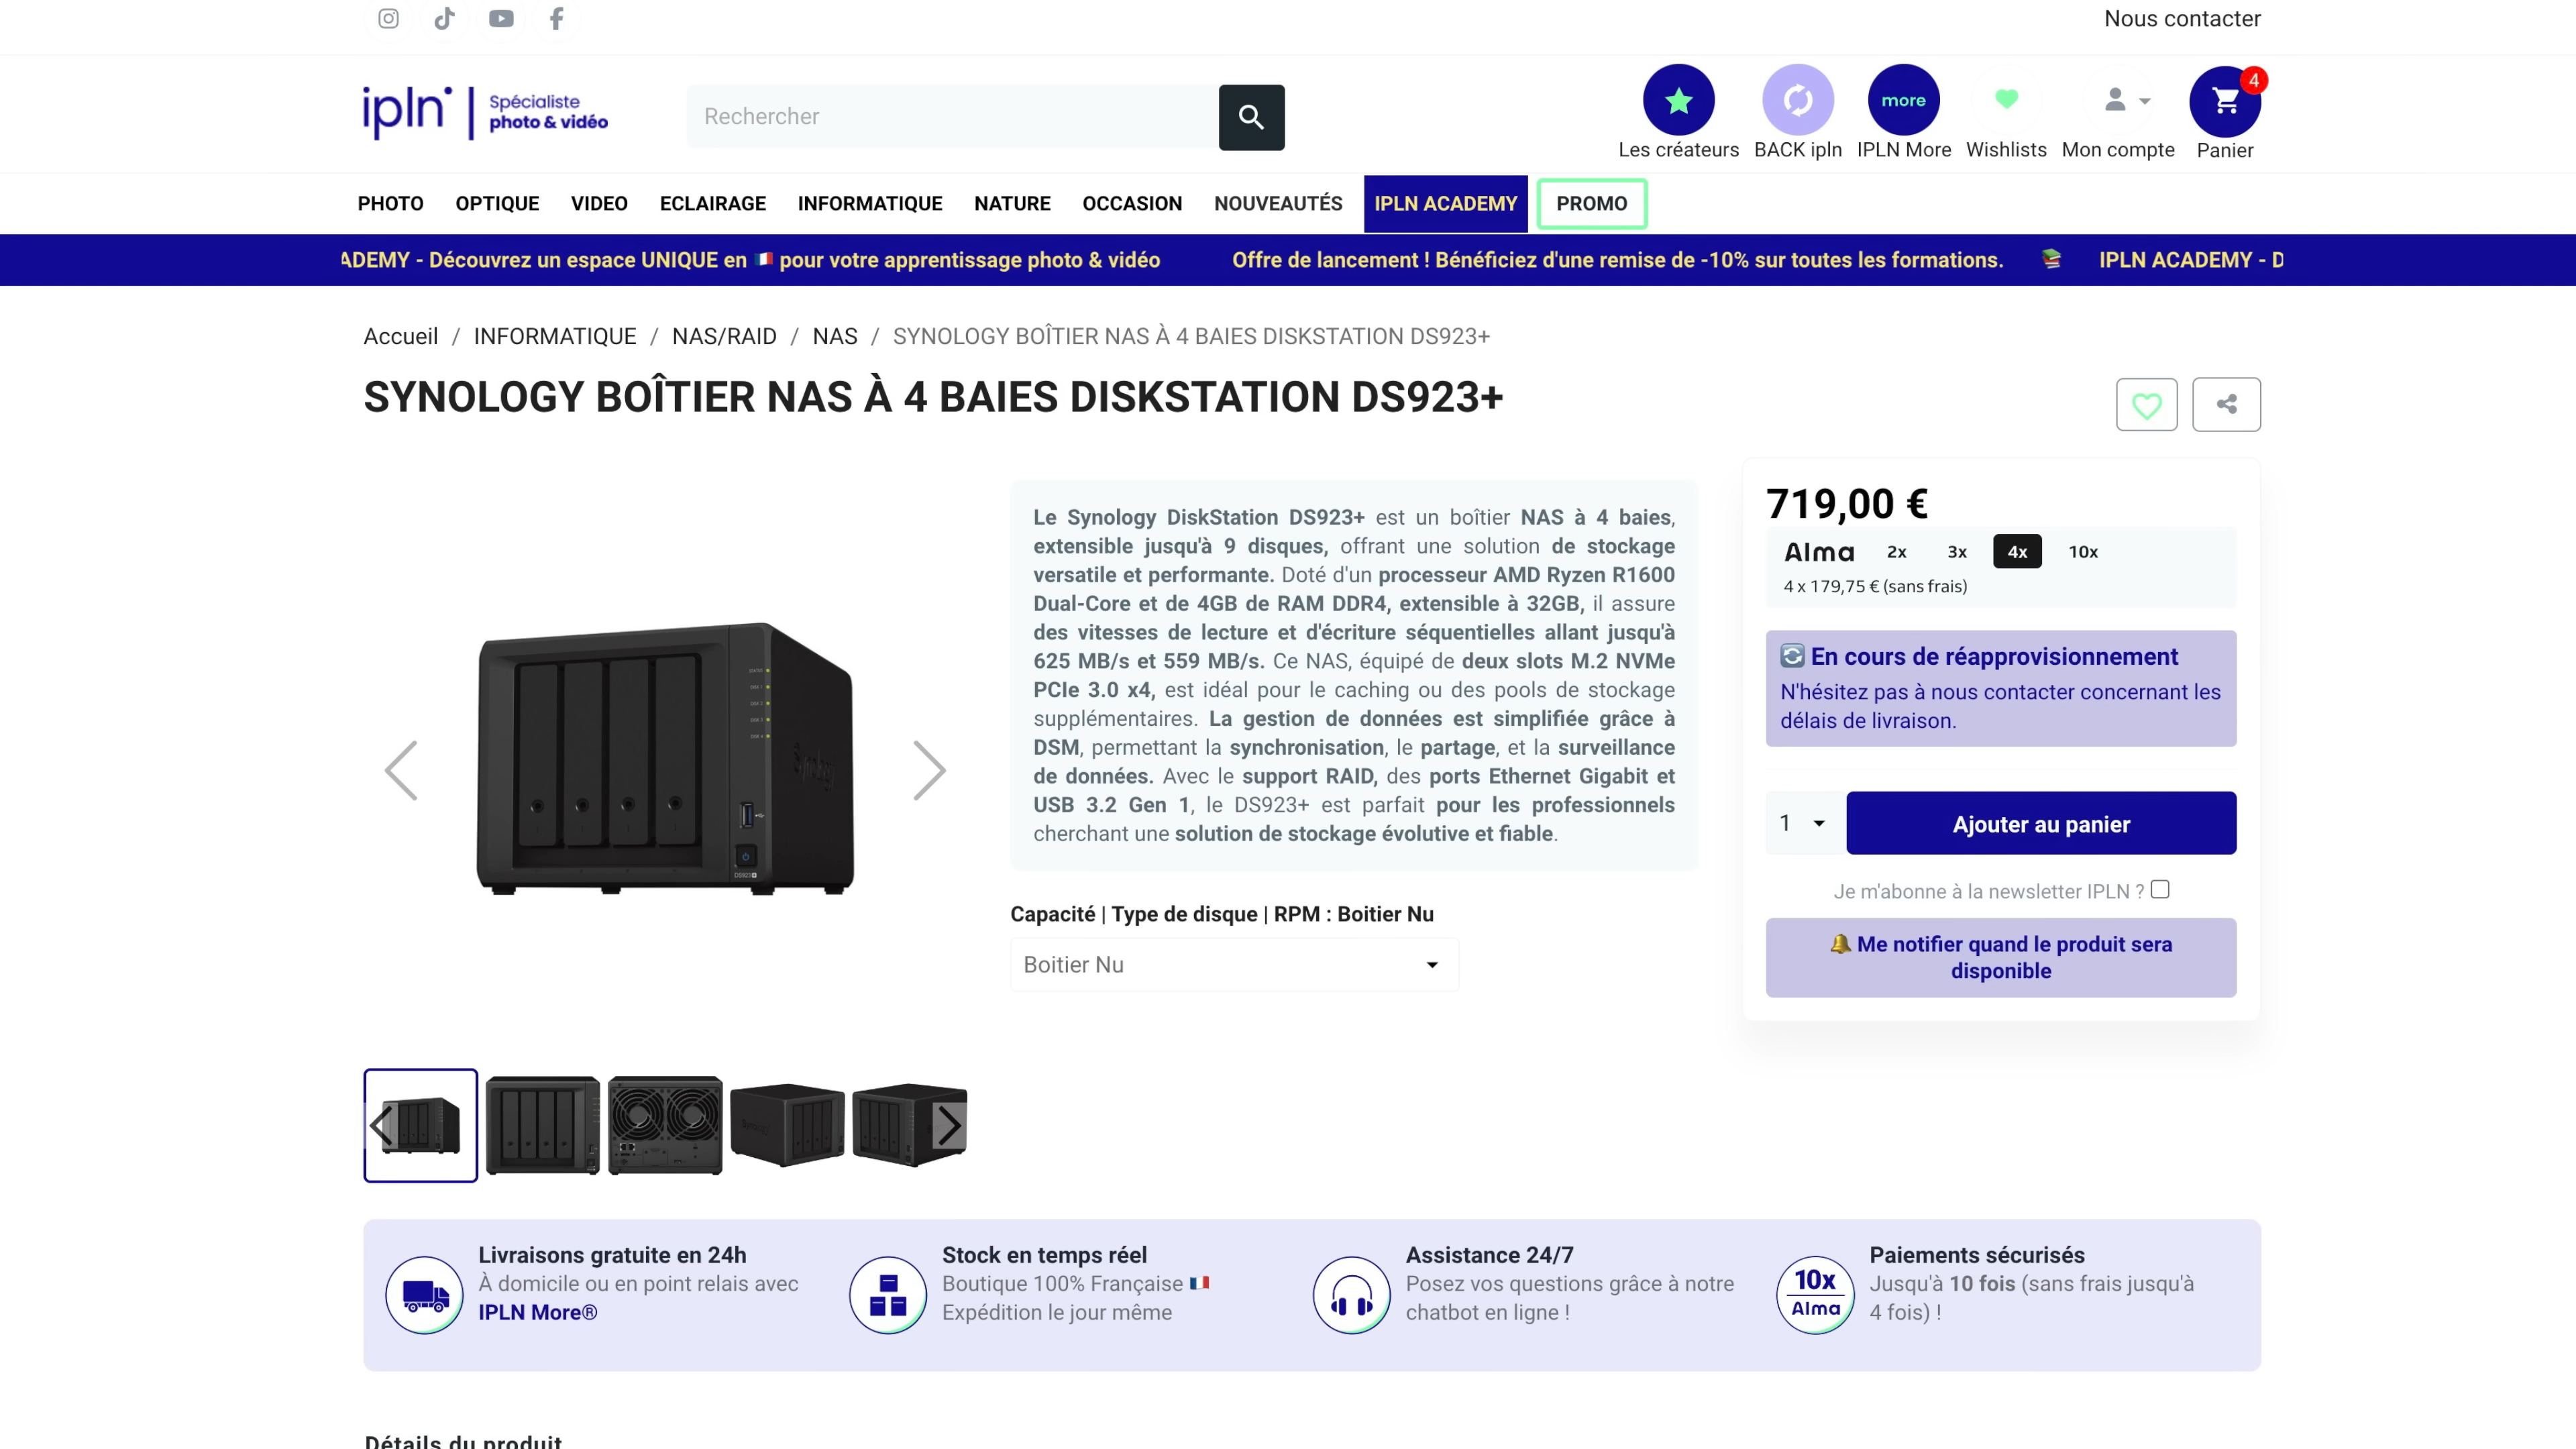 Nous contacter
ipln | Spécialiste
photo & vidéo
Rechercher
more
4
Les créateurs
BACK ipln
IPLN More
Wishlists
Mon compte
Panier
PHOTO
OPTIQUE
VIDEO
ECLAIRAGE
INFORMATIQUE
NATURE
OCCASION
NOUVEAUTÉS
IPLN ACADEMY
PROMO
ADEMY - Découvrez un espace UNIQUE en 🇫🇷 pour votre apprentissage photo & vidéo
Offre de lancement ! Bénéficiez d'une remise de -10% sur toutes les formations.
📚 IPLN ACADEMY - D
Accueil / INFORMATIQUE / NAS/RAID / NAS / SYNOLOGY BOÎTIER NAS À 4 BAIES DISKSTATION DS923+
SYNOLOGY BOÎTIER NAS À 4 BAIES DISKSTATION DS923+
Le Synology DiskStation DS923+ est un boîtier NAS à 4 baies,
extensible jusqu'à 9 disques, offrant une solution de stockage
versatile et performante. Doté d'un processeur AMD Ryzen R1600
Dual-Core et de 4GB de RAM DDR4, extensible à 32GB, il assure
des vitesses de lecture et d'écriture séquentielles allant jusqu'à
625 MB/s et 559 MB/s. Ce NAS, équipé de deux slots M.2 NVMe
PCIe 3.0 x4, est idéal pour le caching ou des pools de stockage
supplémentaires. La gestion de données est simplifiée grâce à
DSM, permettant la synchronisation, le partage, et la surveillance
de données. Avec le support RAID, des ports Ethernet Gigabit et
USB 3.2 Gen 1, le DS923+ est parfait pour les professionnels
cherchant une solution de stockage évolutive et fiable.
Capacité | Type de disque | RPM : Boitier Nu
Boitier Nu
DS923+
719,00 €
Alma 2x 3x 4x 10x
4 x 179,75 € (sans frais)
En cours de réapprovisionnement
N'hésitez pas à nous contacter concernant les
délais de livraison.
1
Ajouter au panier
Je m'abonne à la newsletter IPLN ?
🔔 Me notifier quand le produit sera
disponible
Livraisons gratuite en 24h
À domicile ou en point relais avec
IPLN More®
Stock en temps réel
Boutique 100% Française 🇫🇷
Expédition le jour même
Assistance 24/7
Posez vos questions grâce à notre
chatbot en ligne !
10x
Alma
Paiements sécurisés
Jusqu'à 10 fois (sans frais jusqu'à
4 fois) !
Détails du produit